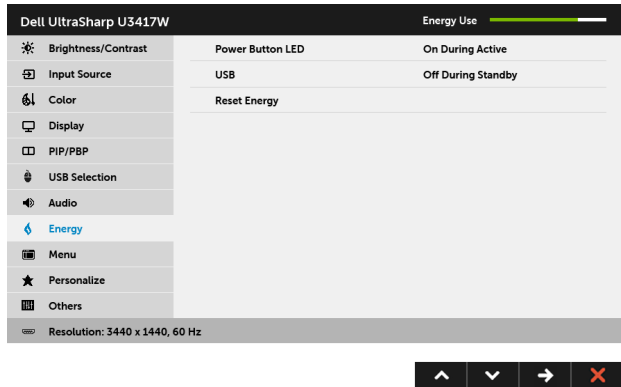 Dell UltraSharp U3417W
Energy Use
Brightness/Contrast
Power Button LED
On During Active
Input Source
USB
Off During Standby
Color
Reset Energy
Display
PIP/PBP
USB Selection
Audio
Energy
Menu
Personalize
Others
Resolution: 3440 x 1440, 60 Hz